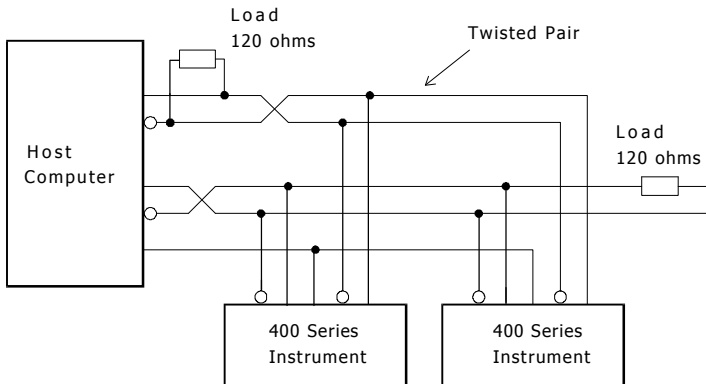 Load
120 ohms
Twisted Pair
Load
120 ohms
Host
Computer
400 Series
Instrument
400 Series
Instrument